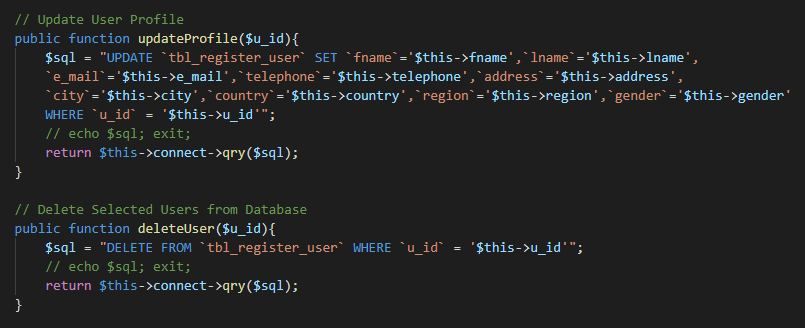 // Update User Profile
public function updateProfile($u_id){
    $sql = "UPDATE `tbl_register_user` SET `fname`='$this->fname',`lname`='$this->lname',
    `e_mail`='$this->e_mail',`telephone`='$this->telephone',`address`='$this->address',
    `city`='$this->city',`country`='$this->country',`region`='$this->region',`gender`='$this->gender'
    WHERE `u_id` = '$this->u_id'";
    // echo $sql; exit;
    return $this->connect->qry($sql);
}
// Delete Selected Users from Database
public function deleteUser($u_id){
    $sql = "DELETE FROM `tbl_register_user` WHERE `u_id` = '$this->u_id'";
    // echo $sql; exit;
    return $this->connect->qry($sql);
}